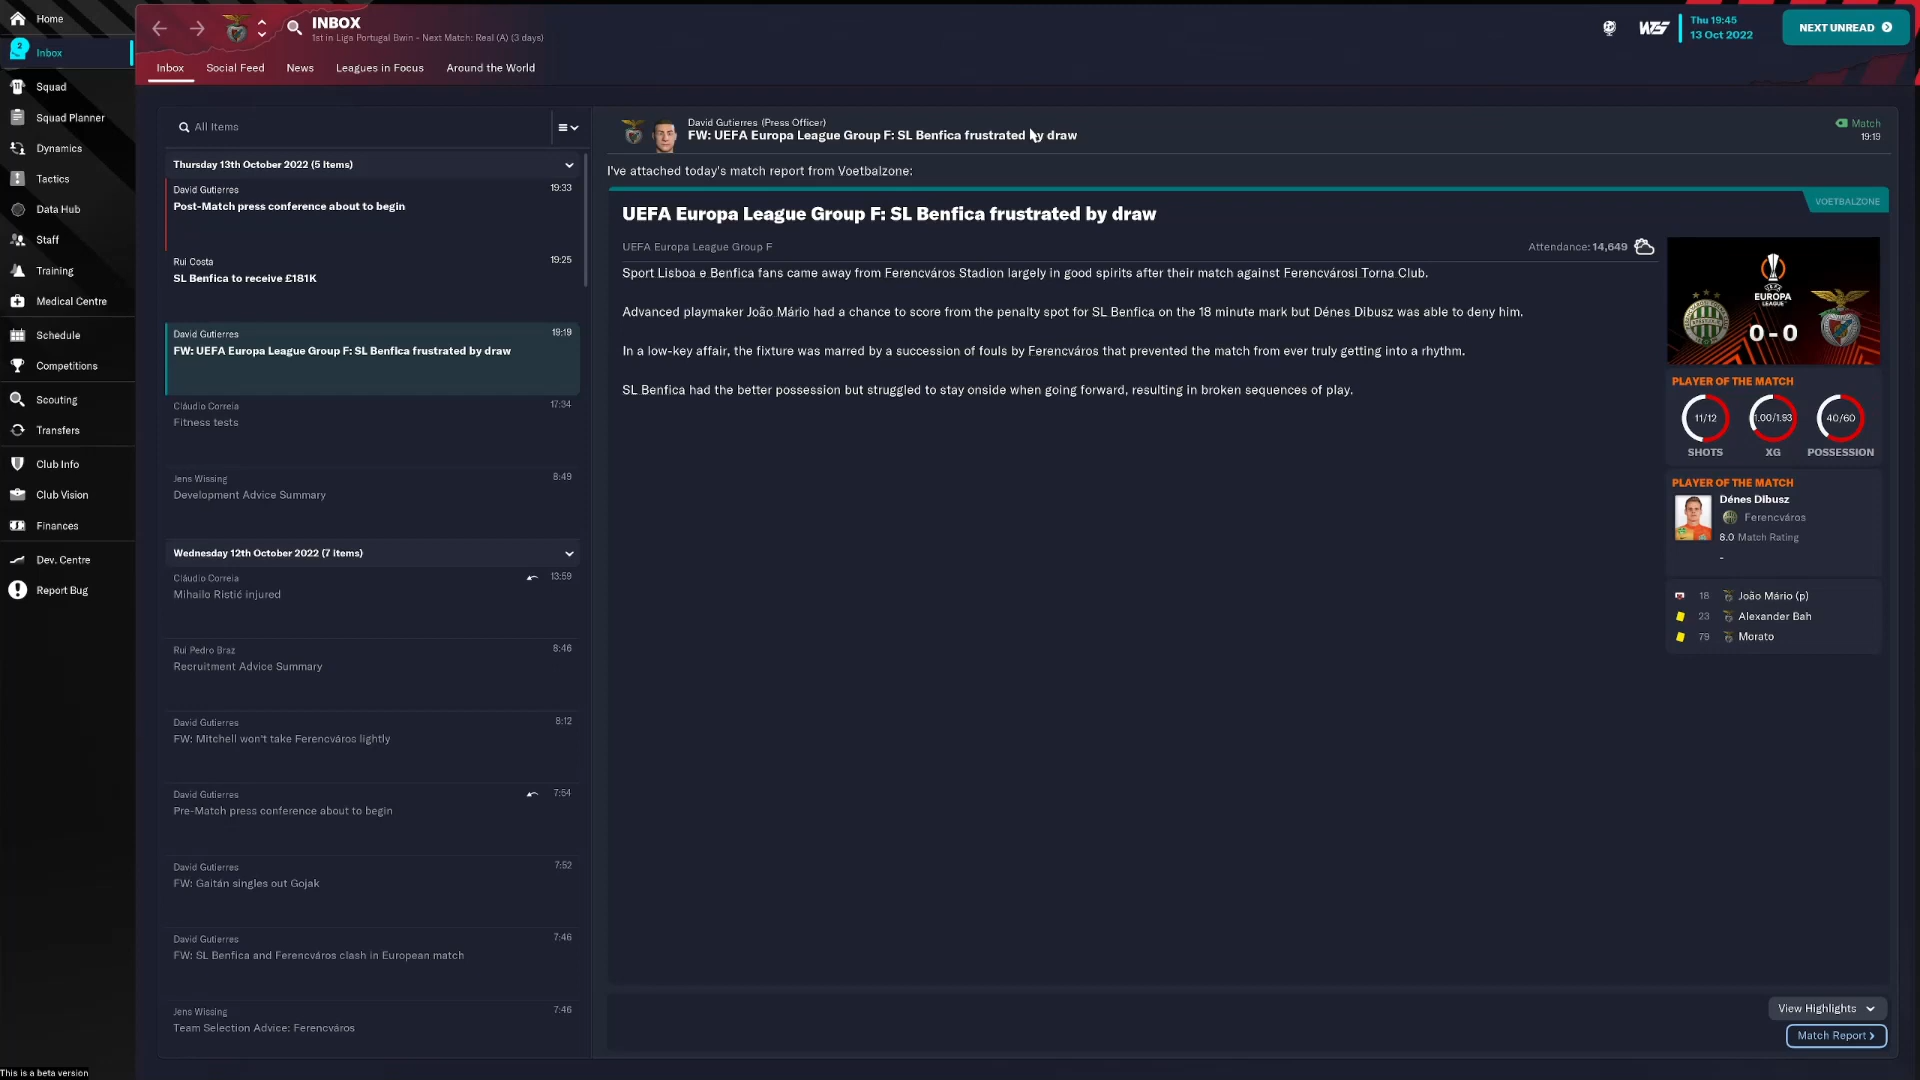 Home
2
Inbox
Squad
Squad Planner
Dynamics
Tactics
Data Hub
Staff
Training
Medical Centre
Schedule
Competitions
Scouting
Transfers
Club Info
Club Vision
Finances
Dev. Centre
Report Bug
This is a beta version
INBOX
1st in Liga Portugal Bwin - Next Match: Real (A) (3 days)
Thu 19:45
13 Oct 2022
NEXT UNREAD
Inbox Social Feed News Leagues in Focus Around the World
All Items
Thursday 13th October 2022 (5 Items)
David Gutierres 19:33
Post-Match press conference about to begin
Rui Costa 19:25
SL Benfica to receive £181K
David Gutierres 19:19
FW: UEFA Europa League Group F: SL Benfica frustrated by draw
Cláudio Correia 17:34
Fitness tests
Jens Wissing 8:49
Development Advice Summary
Wednesday 12th October 2022 (7 Items)
Cláudio Correia 13:59
Mihailo Ristić injured
Rui Pedro Braz 8:46
Recruitment Advice Summary
David Gutierres 8:12
FW: Mitchell won't take Ferencváros lightly
David Gutierres 7:54
Pre-Match press conference about to begin
David Gutierres 7:52
FW: Gaitán singles out Gojak
David Gutierres 7:46
FW: SL Benfica and Ferencváros clash in European match
Jens Wissing 7:46
Team Selection Advice: Ferencváros
David Gutierres (Press Officer)
FW: UEFA Europa League Group F: SL Benfica frustrated by draw
Match
19:19
I've attached today's match report from Voetbalzone:
VOETBALZONE
UEFA Europa League Group F: SL Benfica frustrated by draw
UEFA Europa League Group F Attendance: 14,649
Sport Lisboa e Benfica fans came away from Ferencváros Stadion largely in good spirits after their match against Ferencvárosi Torna Club.
Advanced playmaker João Mário had a chance to score from the penalty spot for SL Benfica on the 18 minute mark but Dénes Dibusz was able to deny him.
In a low-key affair, the fixture was marred by a succession of fouls by Ferencváros that prevented the match from ever truly getting into a rhythm.
SL Benfica had the better possession but struggled to stay onside when going forward, resulting in broken sequences of play.
EUROPA
LEAGUE
0 - 0
PLAYER OF THE MATCH
11/12 1.00/1.93 40/60
SHOTS XG POSSESSION
PLAYER OF THE MATCH
Dénes Dibusz
Ferencváros
8.0 Match Rating
-
18 João Mário (p)
23 Alexander Bah
79 Morato
View Highlights
Match Report